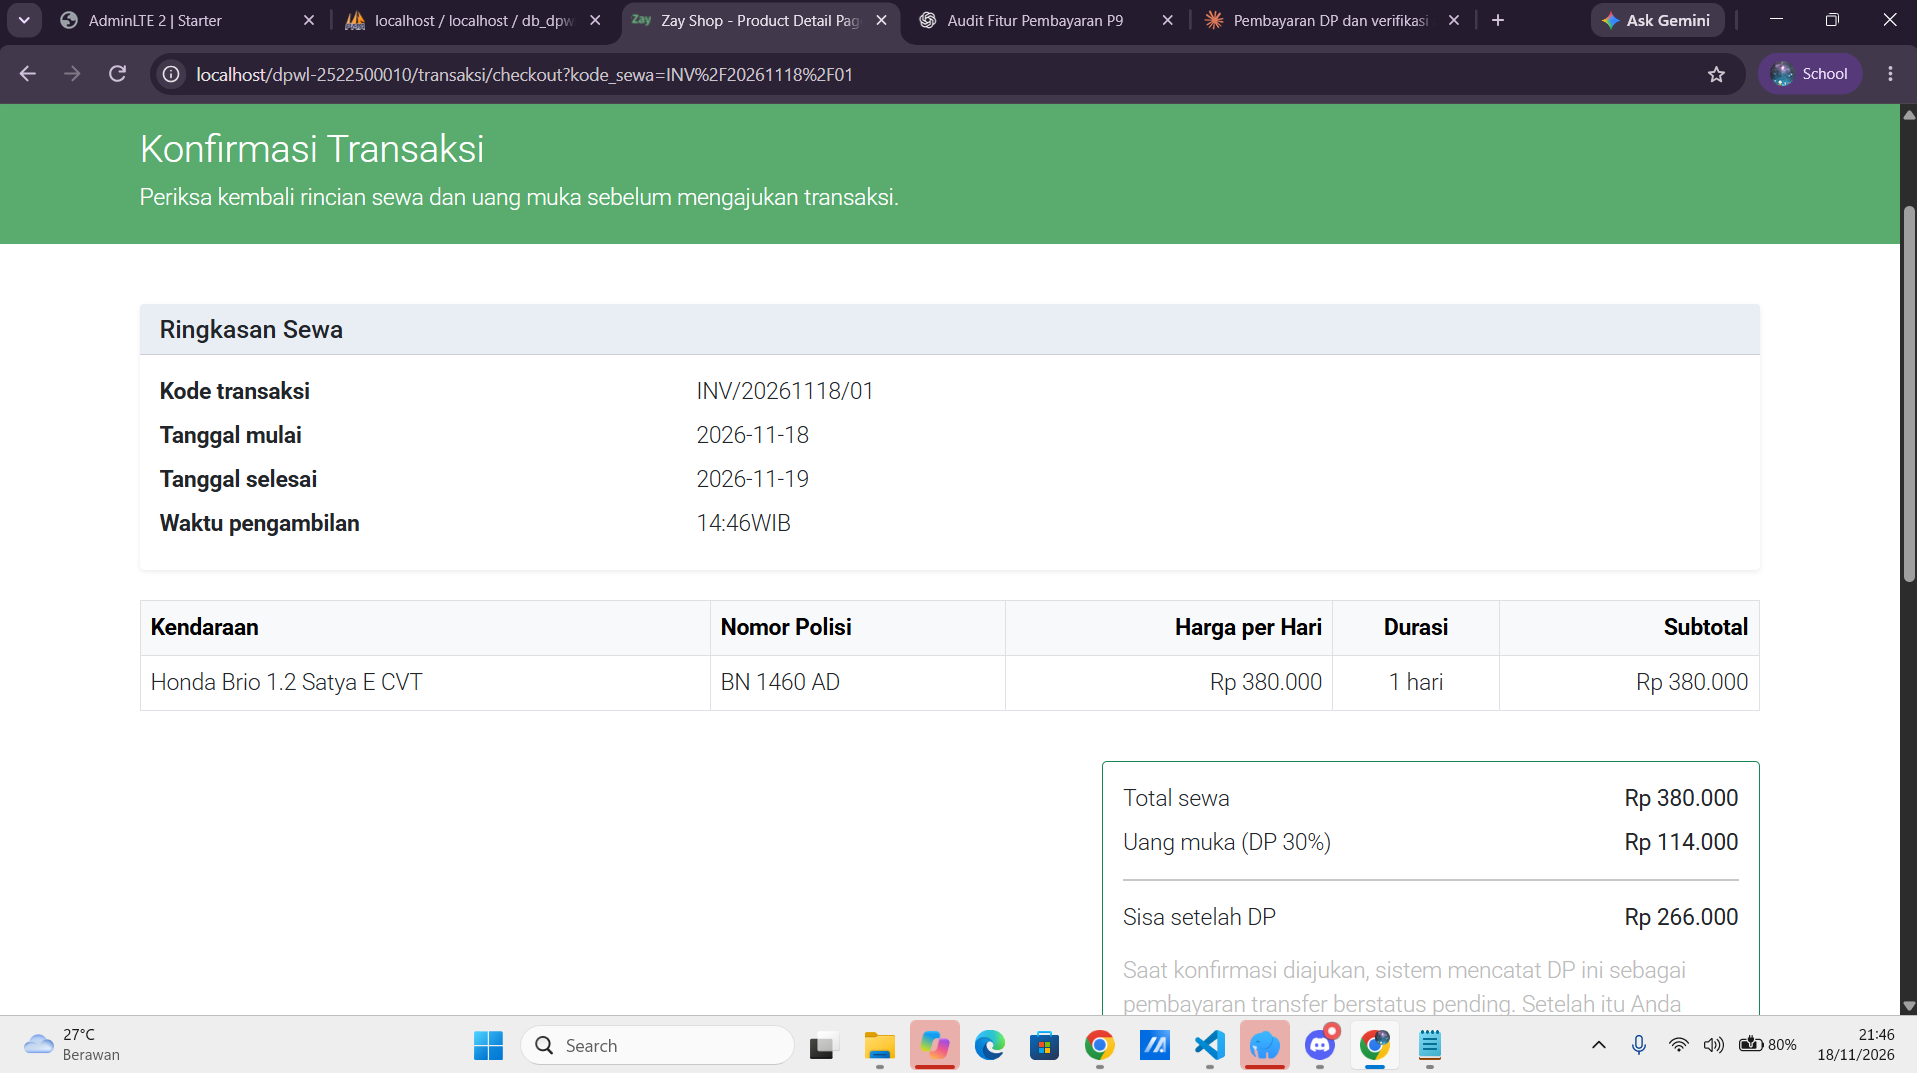 AdminLTE 2 | Starter
localhost / localhost / db_dpw
Zay Zay Shop - Product Detail Pag
Audit Fitur Pembayaran P9
Pembayaran DP dan verifikasi
Ask Gemini
localhost/dpwl-2522500010/transaksi/checkout?kode_sewa=INV%2F20261118%2F01
School
Konfirmasi Transaksi
Periksa kembali rincian sewa dan uang muka sebelum mengajukan transaksi.
Ringkasan Sewa
Kode transaksi INV/20261118/01
Tanggal mulai 2026-11-18
Tanggal selesai 2026-11-19
Waktu pengambilan 14:46WIB
Kendaraan Nomor Polisi Harga per Hari Durasi Subtotal
Honda Brio 1.2 Satya E CVT BN 1460 AD Rp 380.000 1 hari Rp 380.000
Total sewa Rp 380.000
Uang muka (DP 30%) Rp 114.000
Sisa setelah DP Rp 266.000
Saat konfirmasi diajukan, sistem mencatat DP ini sebagai
pembayaran transfer berstatus pending. Setelah itu Anda
27°C
Berawan
Search
80%
21:46
18/11/2026